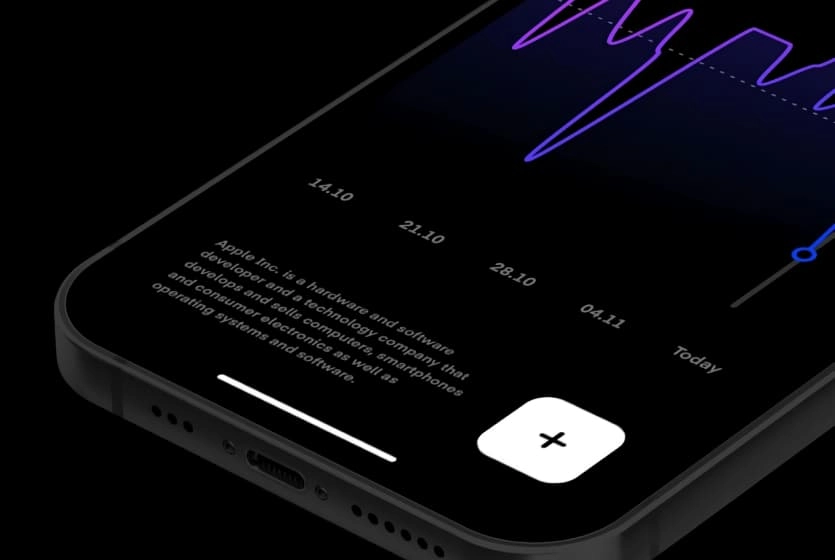 14.10
21.10
28.10
04.11
Today
Apple Inc. is a hardware and software
developer and a technology company that
develops and sells computers, smartphones
and consumer electronics as well as
operating systems and software.